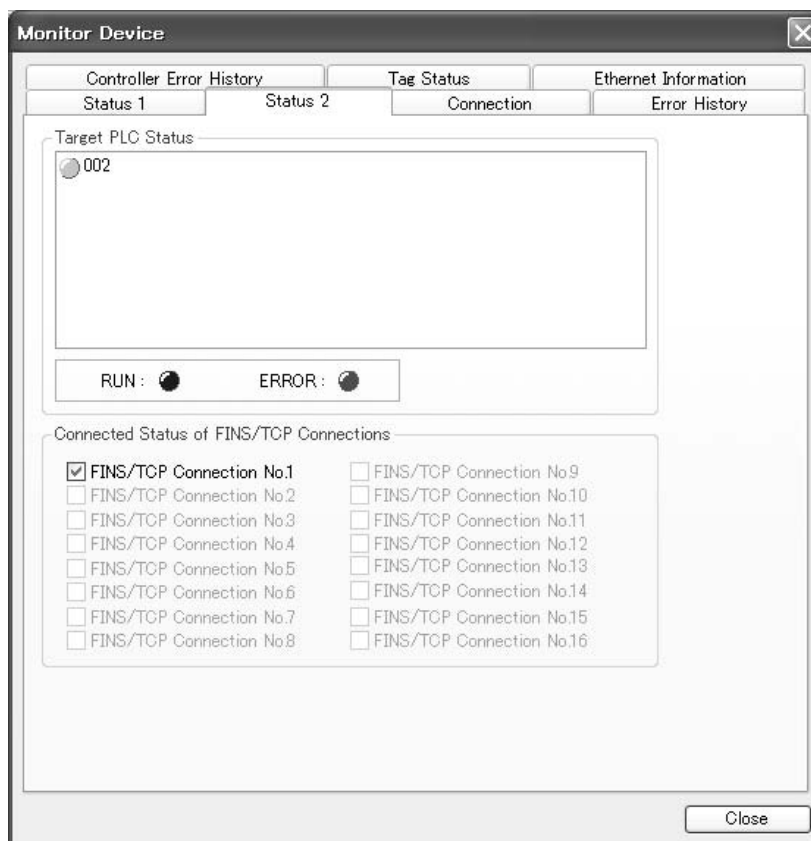 Monitor Device
Controller Error History Tag Status Ethernet Information
Status 1 Status 2 Connection Error History
Target PLC Status
002
RUN : ERROR :
Connected Status of FINS/TCP Connections
FINS/TCP Connection No.1 FINS/TCP Connection No.9
FINS/TCP Connection No.2 FINS/TCP Connection No.10
FINS/TCP Connection No.3 FINS/TCP Connection No.11
FINS/TCP Connection No.4 FINS/TCP Connection No.12
FINS/TCP Connection No.5 FINS/TCP Connection No.13
FINS/TCP Connection No.6 FINS/TCP Connection No.14
FINS/TCP Connection No.7 FINS/TCP Connection No.15
FINS/TCP Connection No.8 FINS/TCP Connection No.16
Close